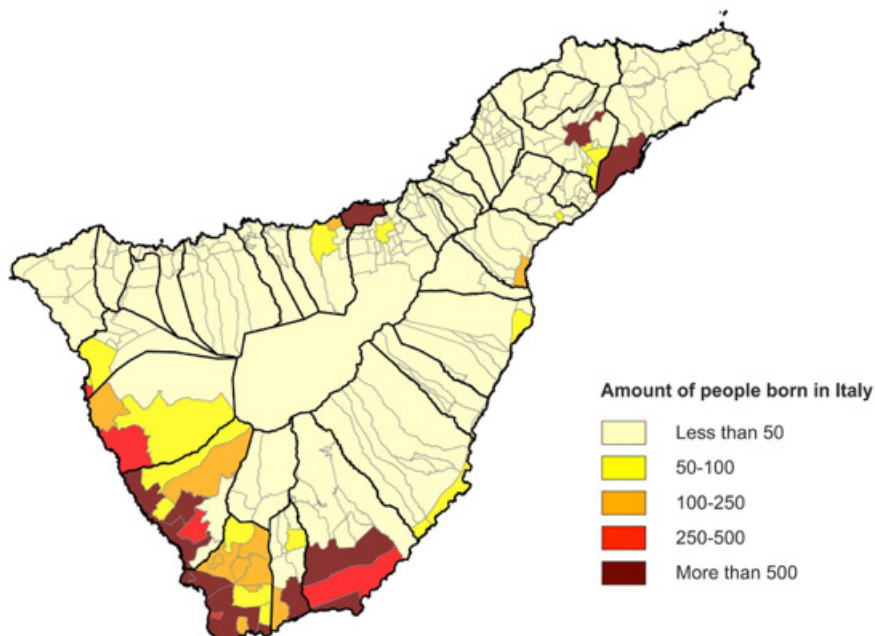 Amount of people born in Italy
Less than 50
50-100
100-250
250-500
More than 500